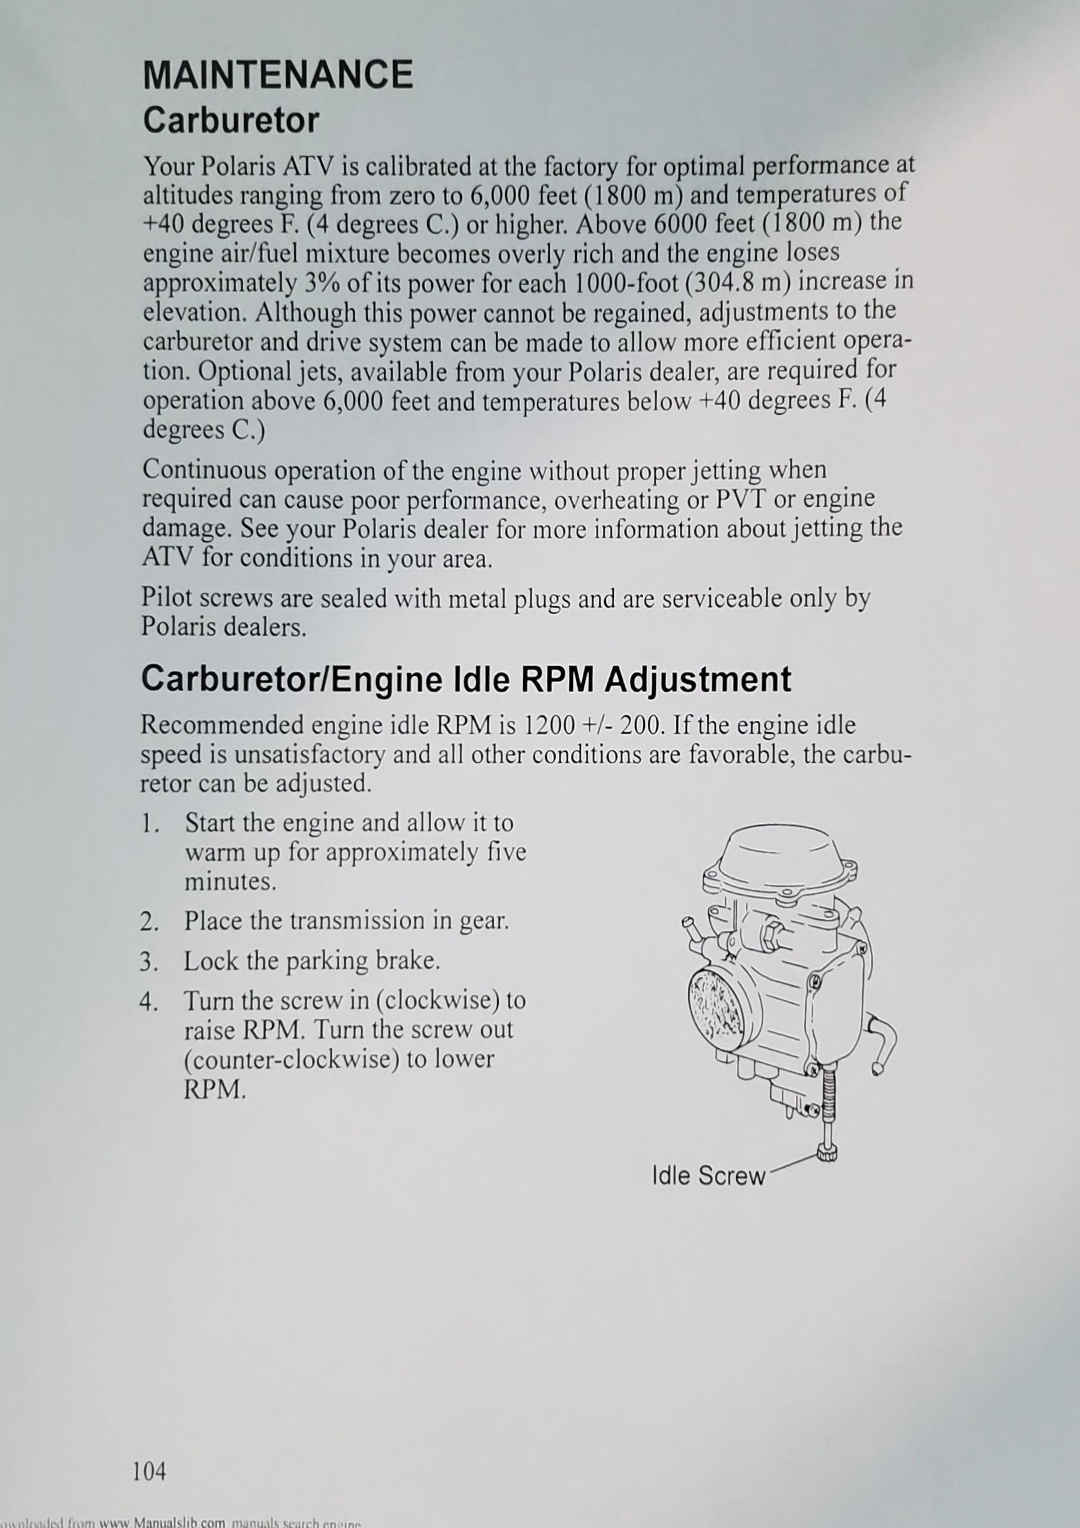 MAINTENANCE
Carburetor
Your Polaris ATV is calibrated at the factory for optimal performance at
altitudes ranging from zero to 6,000 feet (1800 m) and temperatures of
+40 degrees F. (4 degrees C.) or higher. Above 6000 feet (1800 m) the
engine air/fuel mixture becomes overly rich and the engine loses
approximately 3% of its power for each 1000-foot (304.8 m) increase in
elevation. Although this power cannot be regained, adjustments to the
carburetor and drive system can be made to allow more efficient opera-
tion. Optional jets, available from your Polaris dealer, are required for
operation above 6,000 feet and temperatures below +40 degrees F. (4
degrees C.)
Continuous operation of the engine without proper jetting when
required can cause poor performance, overheating or PVT or engine
damage. See your Polaris dealer for more information about jetting the
ATV for conditions in your area.
Pilot screws are sealed with metal plugs and are serviceable only by
Polaris dealers.
Carburetor/Engine Idle RPM Adjustment
Recommended engine idle RPM is 1200 +/- 200. If the engine idle
speed is unsatisfactory and all other conditions are favorable, the carbu-
retor can be adjusted.
1. Start the engine and allow it to
warm up for approximately five
minutes.
2. Place the transmission in gear.
3. Lock the parking brake.
4. Turn the screw in (clockwise) to
raise RPM. Turn the screw out
(counter-clockwise) to lower
RPM.
Idle Screw
104
from www.Manualslib.com manuals search engine